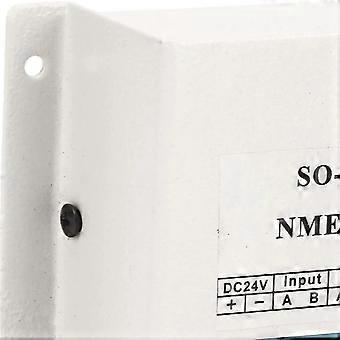 SO-
NME
DC24V Input
+ - A B A